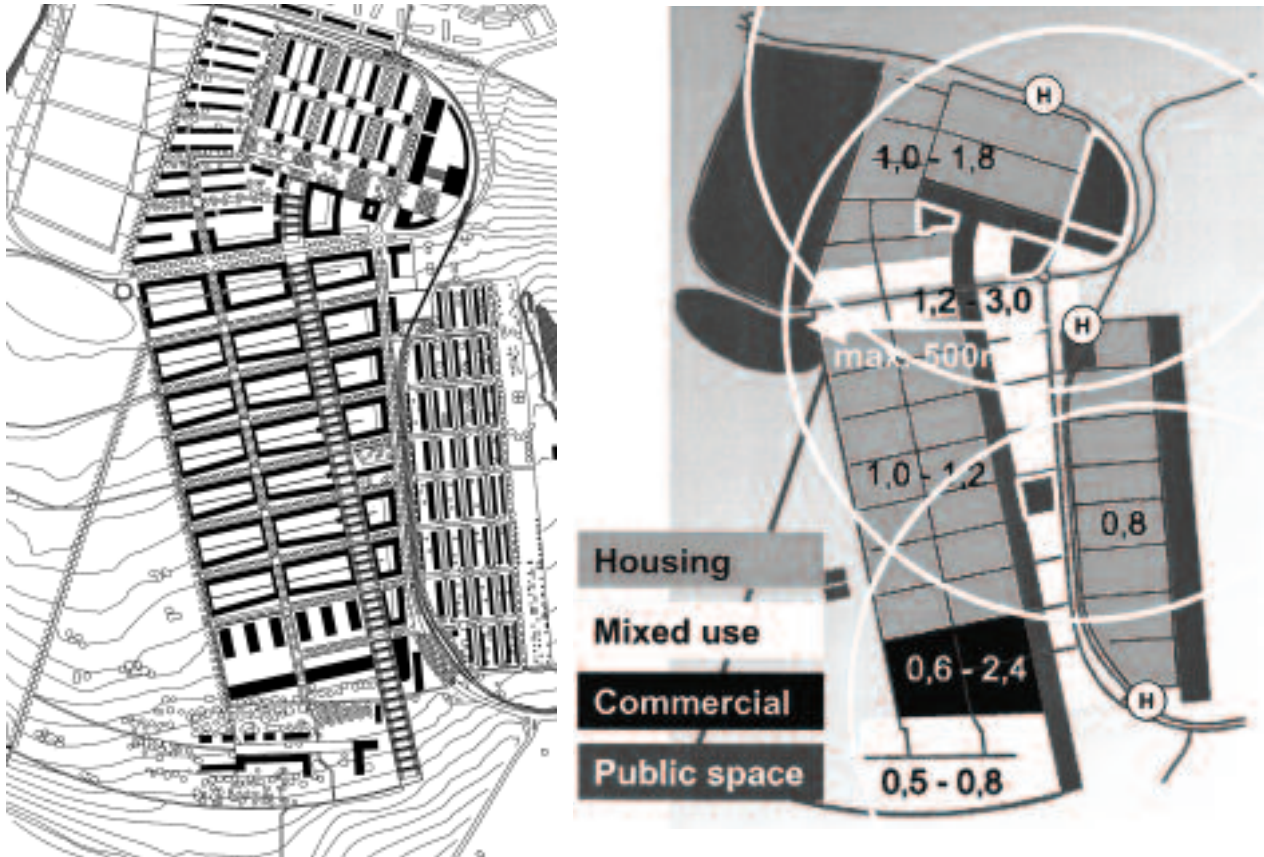 H
1,0 - 1,8
1,2 - 3,0
H
max. 500m
1,0 - 1,2
0,8
Housing
Mixed use
0,6 - 2,4
Commercial
H
Public space
0,5 - 0,8